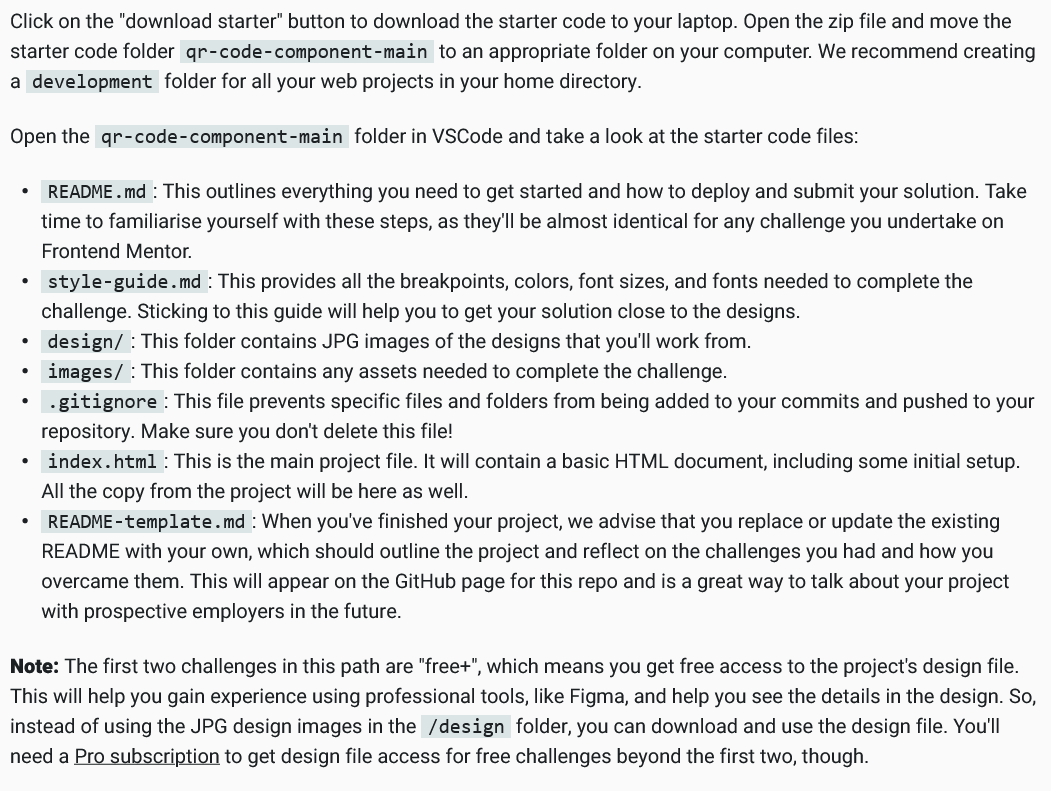 Click on the "download starter" button to download the starter code to your laptop. Open the zip file and move the
starter code folder qr-code-component-main to an appropriate folder on your computer. We recommend creating
a development folder for all your web projects in your home directory.
Open the qr-code-component-main folder in VSCode and take a look at the starter code files:
• README.md: This outlines everything you need to get started and how to deploy and submit your solution. Take
time to familiarise yourself with these steps, as they'll be almost identical for any challenge you undertake on
Frontend Mentor.
• style-guide.md: This provides all the breakpoints, colors, font sizes, and fonts needed to complete the
challenge. Sticking to this guide will help you to get your solution close to the designs.
• design/: This folder contains JPG images of the designs that you'll work from.
• images/: This folder contains any assets needed to complete the challenge.
• .gitignore: This file prevents specific files and folders from being added to your commits and pushed to your
repository. Make sure you don't delete this file!
• index.html: This is the main project file. It will contain a basic HTML document, including some initial setup.
All the copy from the project will be here as well.
• README-template.md: When you've finished your project, we advise that you replace or update the existing
README with your own, which should outline the project and reflect on the challenges you had and how you
overcame them. This will appear on the GitHub page for this repo and is a great way to talk about your project
with prospective employers in the future.
Note: The first two challenges in this path are "free+", which means you get free access to the project's design file.
This will help you gain experience using professional tools, like Figma, and help you see the details in the design. So,
instead of using the JPG design images in the /design folder, you can download and use the design file. You'll
need a Pro subscription to get design file access for free challenges beyond the first two, though.